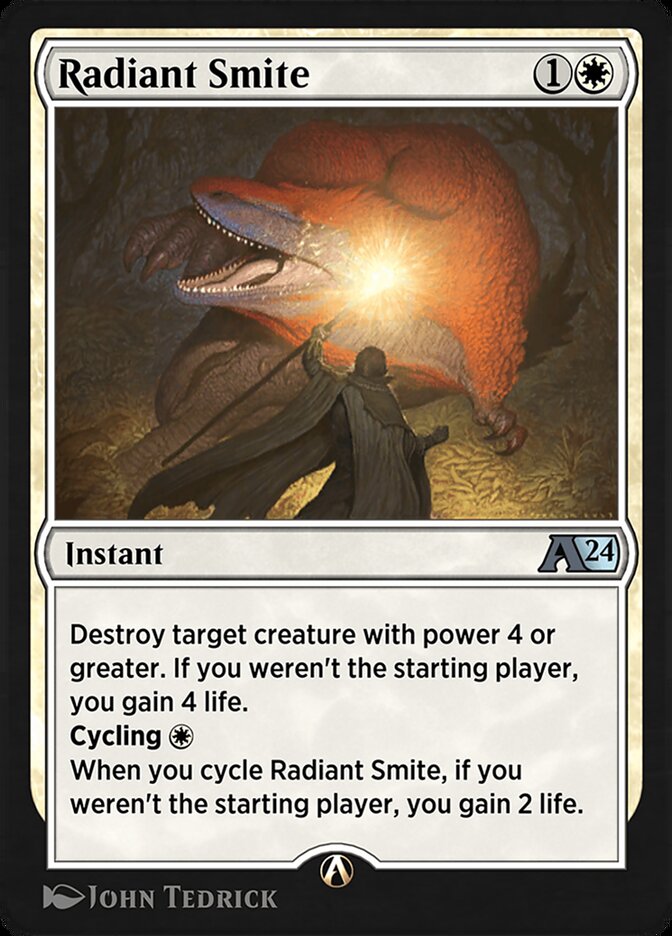 Radiant Smite 1
Instant A24
Destroy target creature with power 4 or
greater. If you weren't the starting player,
you gain 4 life.
Cycling
When you cycle Radiant Smite, if you
weren't the starting player, you gain 2 life.
JOHN TEDRICK